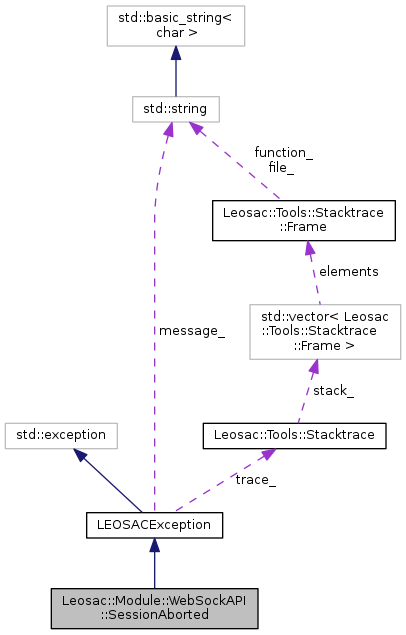 std::basic_string<
char >
std::string
function_
file_
Leosac::Tools::Stacktrace
::Frame
elements
message_
std::vector< Leosac
::Tools::Stacktrace
::Frame >
stack_
std::exception
Leosac::Tools::Stacktrace
trace_
LEOSACException
Leosac::Module::WebSockAPI
::SessionAborted